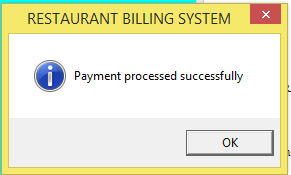 RESTAURANT BILLING SYSTEM
Payment processed successfully
OK